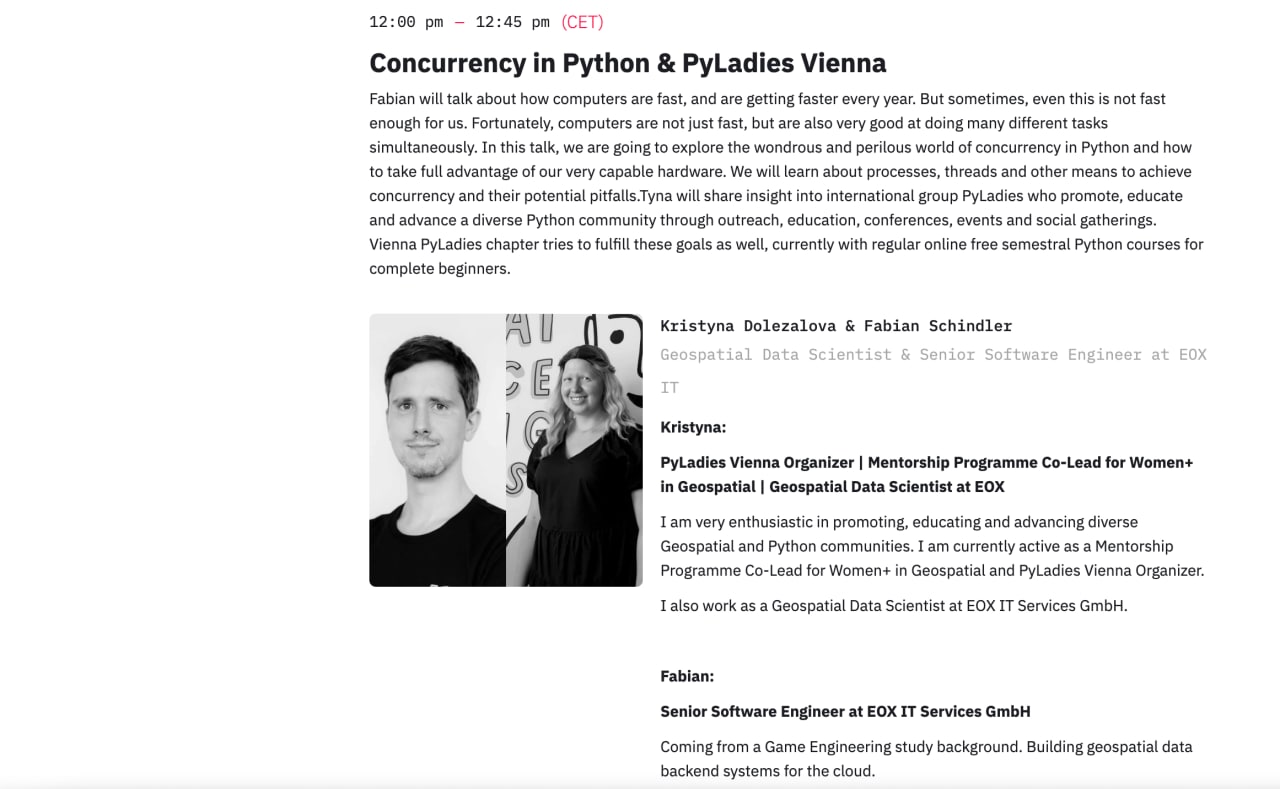 12:00 pm — 12:45 pm (CET)
Concurrency in Python & PyLadies Vienna
Fabian will talk about how computers are fast, and are getting faster every year. But sometimes, even this is not fast
enough for us. Fortunately, computers are not just fast, but are also very good at doing many different tasks
simultaneously. In this talk, we are going to explore the wondrous and perilous world of concurrency in Python and how
to take full advantage of our very capable hardware. We will learn about processes, threads and other means to achieve
concurrency and their potential pitfalls.Tyna will share insight into international group PyLadies who promote, educate
and advance a diverse Python community through outreach, education, conferences, events and social gatherings.
Vienna PyLadies chapter tries to fulfill these goals as well, currently with regular online free semestral Python courses for
complete beginners.
Kristyna Dolezalova & Fabian Schindler
Geospatial Data Scientist & Senior Software Engineer at EOX
IT
Kristyna:
PyLadies Vienna Organizer | Mentorship Programme Co-Lead for Women+
in Geospatial | Geospatial Data Scientist at EOX
I am very enthusiastic in promoting, educating and advancing diverse
Geospatial and Python communities. I am currently active as a Mentorship
Programme Co-Lead for Women+ in Geospatial and PyLadies Vienna Organizer.
I also work as a Geospatial Data Scientist at EOX IT Services GmbH.
Fabian:
Senior Software Engineer at EOX IT Services GmbH
Coming from a Game Engineering study background. Building geospatial data
backend systems for the cloud.